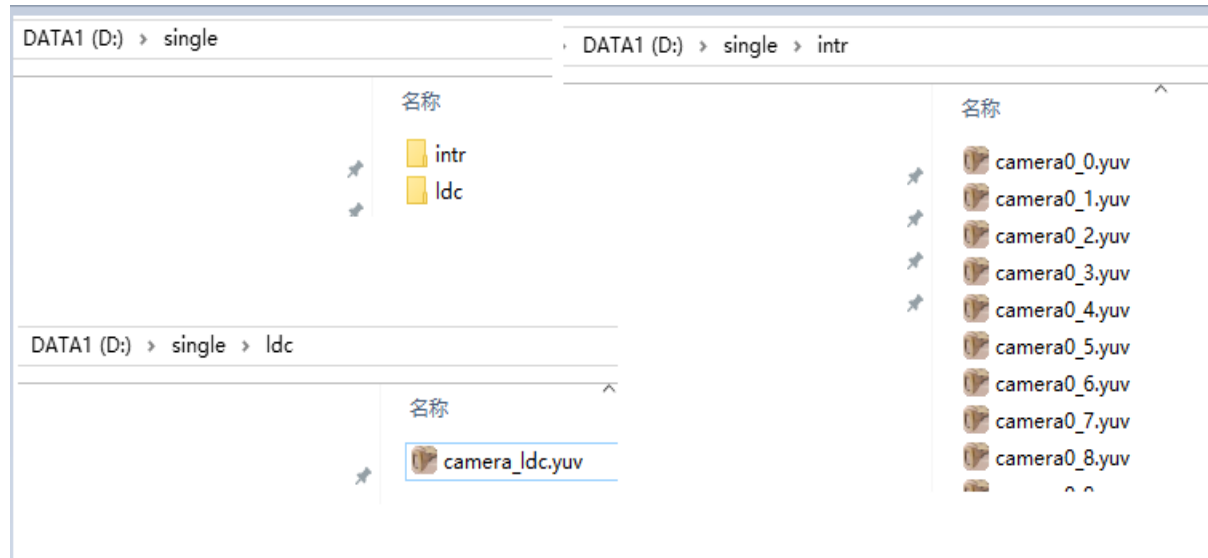 DATA1 (D:) › single
名称
intr
ldc
DATA1 (D:) › single › ldc
名称
camera_ldc.yuv
› DATA1 (D:) › single › intr
名称
camera0_0.yuv
camera0_1.yuv
camera0_2.yuv
camera0_3.yuv
camera0_4.yuv
camera0_5.yuv
camera0_6.yuv
camera0_7.yuv
camera0_8.yuv